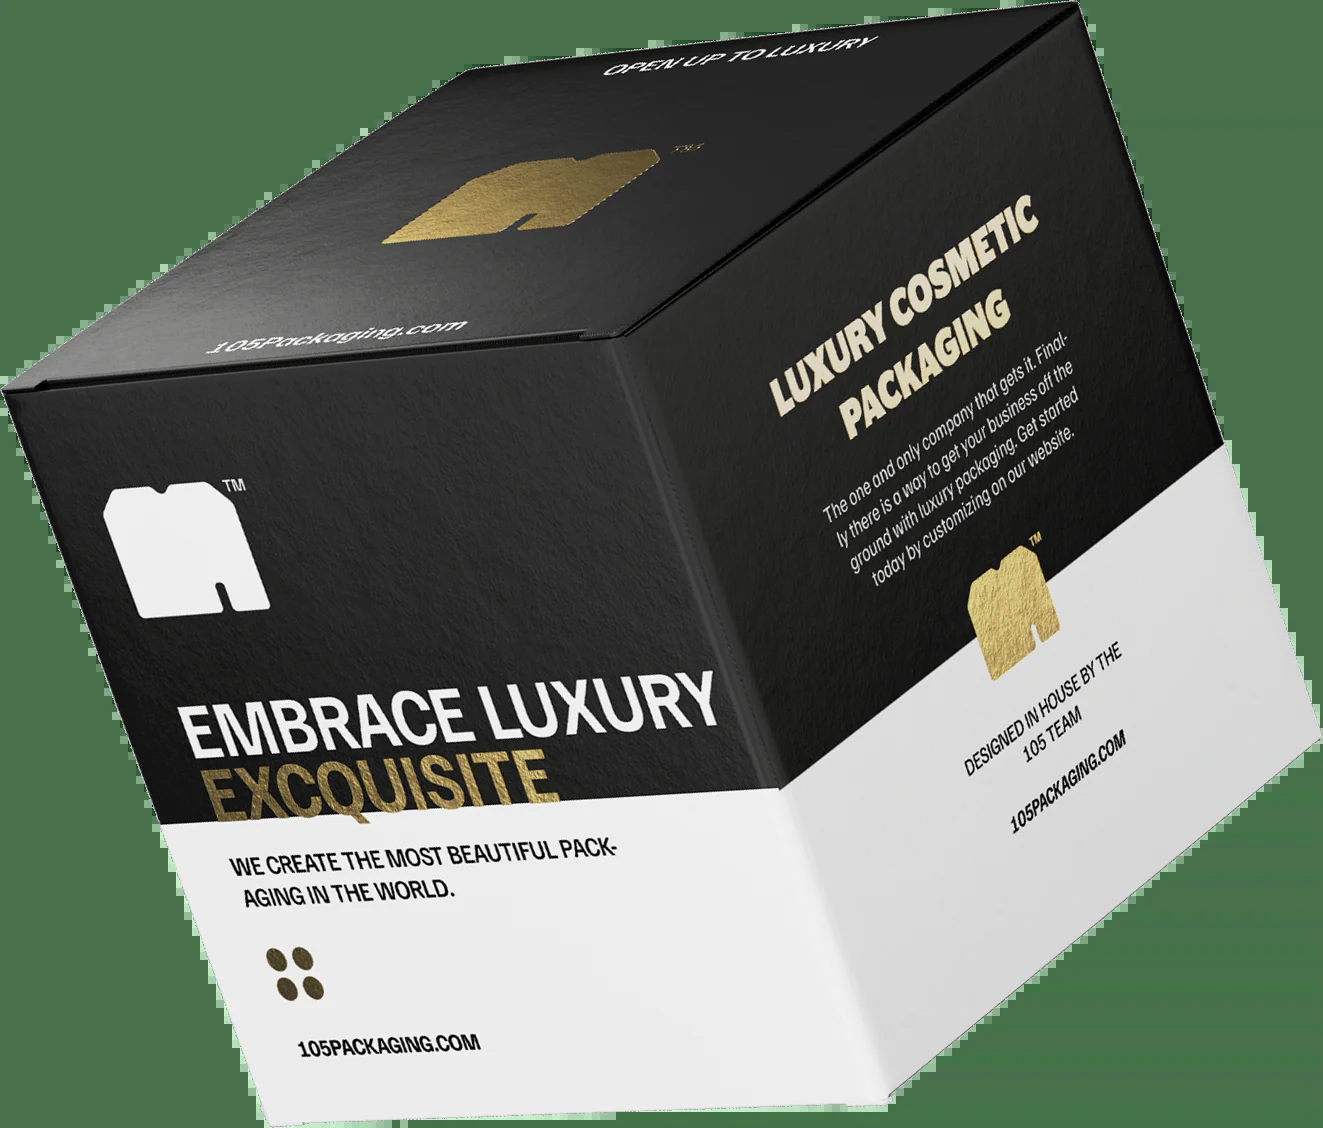 OPEN UP TO LUXURY
TM
105Packaging.com
TM
EMBRACE LUXURY
EXCQUISITE
WE CREATE THE MOST BEAUTIFUL PACK-
AGING IN THE WORLD.
105PACKAGING.COM
LUXURY COSMETIC
PACKAGING
The one and only company that gets it. Final-
ly there is a way to get your business off the
ground with luxury packaging. Get started
today by customizing on our website.
TM
DESIGNED IN HOUSE BY THE
105 TEAM
105PACKAGING.COM